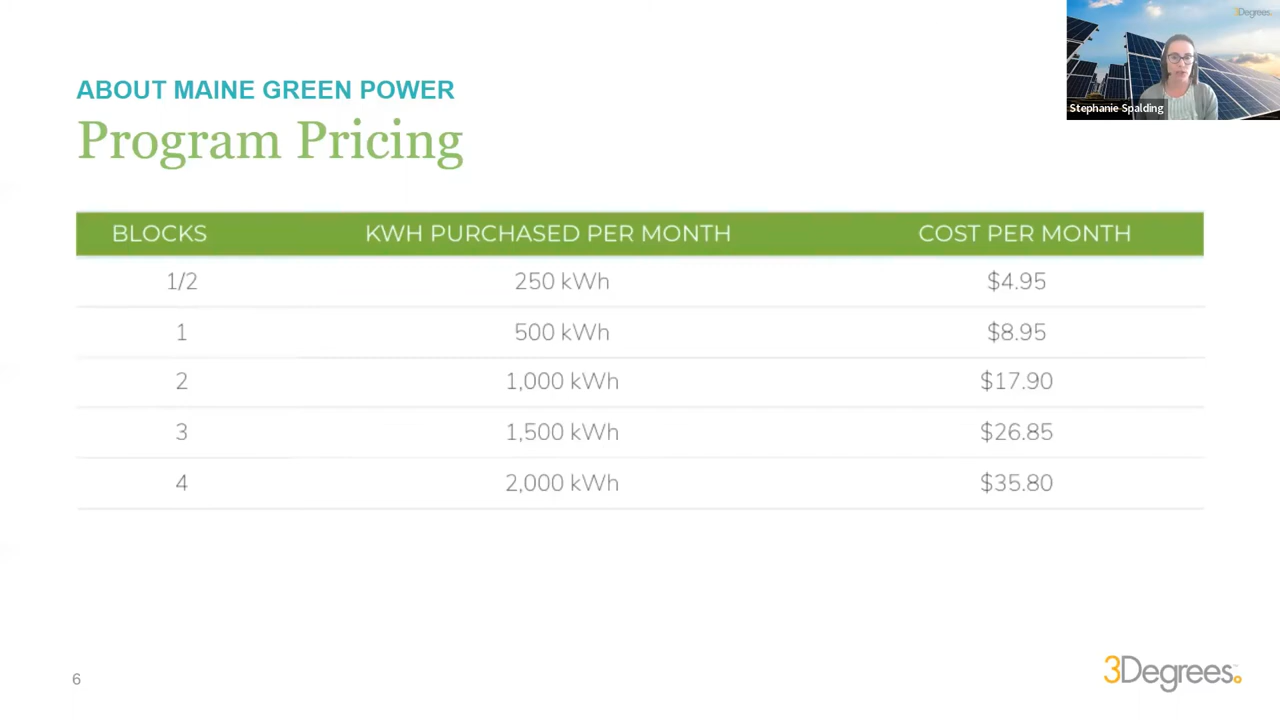 3Degrees.
Stephanie Spalding
ABOUT MAINE GREEN POWER
Program Pricing
BLOCKS KWH PURCHASED PER MONTH COST PER MONTH
1/2 250 kWh $4.95
1 500 kWh $8.95
2 1,000 kWh $17.90
3 1,500 kWh $26.85
4 2,000 kWh $35.80
6
3Degrees™